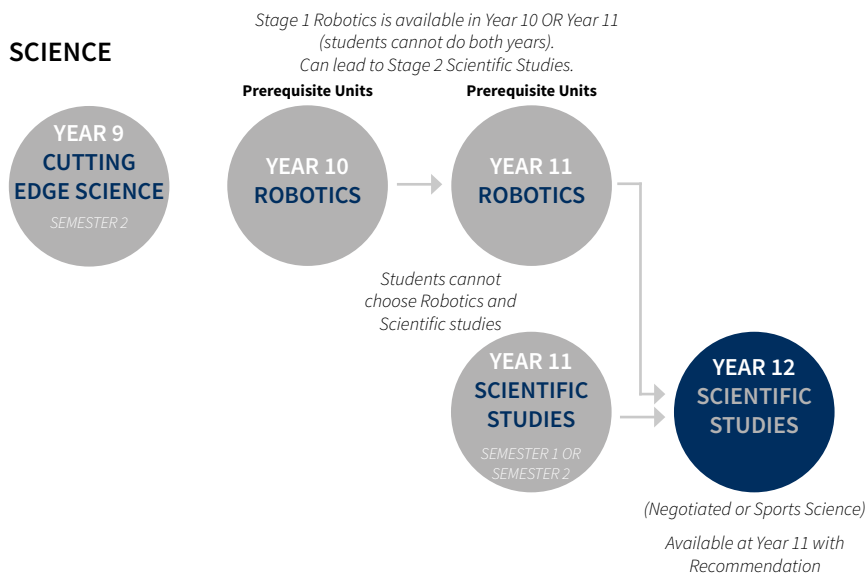 Stage 1 Robotics is available in Year 10 OR Year 11
(students cannot do both years).
Can lead to Stage 2 Scientific Studies.
SCIENCE
Prerequisite Units
Prerequisite Units
YEAR 9
CUTTING
EDGE SCIENCE
SEMESTER 2
YEAR 10
ROBOTICS
YEAR 11
ROBOTICS
Students cannot
choose Robotics and
Scientific studies
YEAR 11
SCIENTIFIC
STUDIES
SEMESTER 1 OR
SEMESTER 2
YEAR 12
SCIENTIFIC
STUDIES
(Negotiated or Sports Science)
Available at Year 11 with
Recommendation